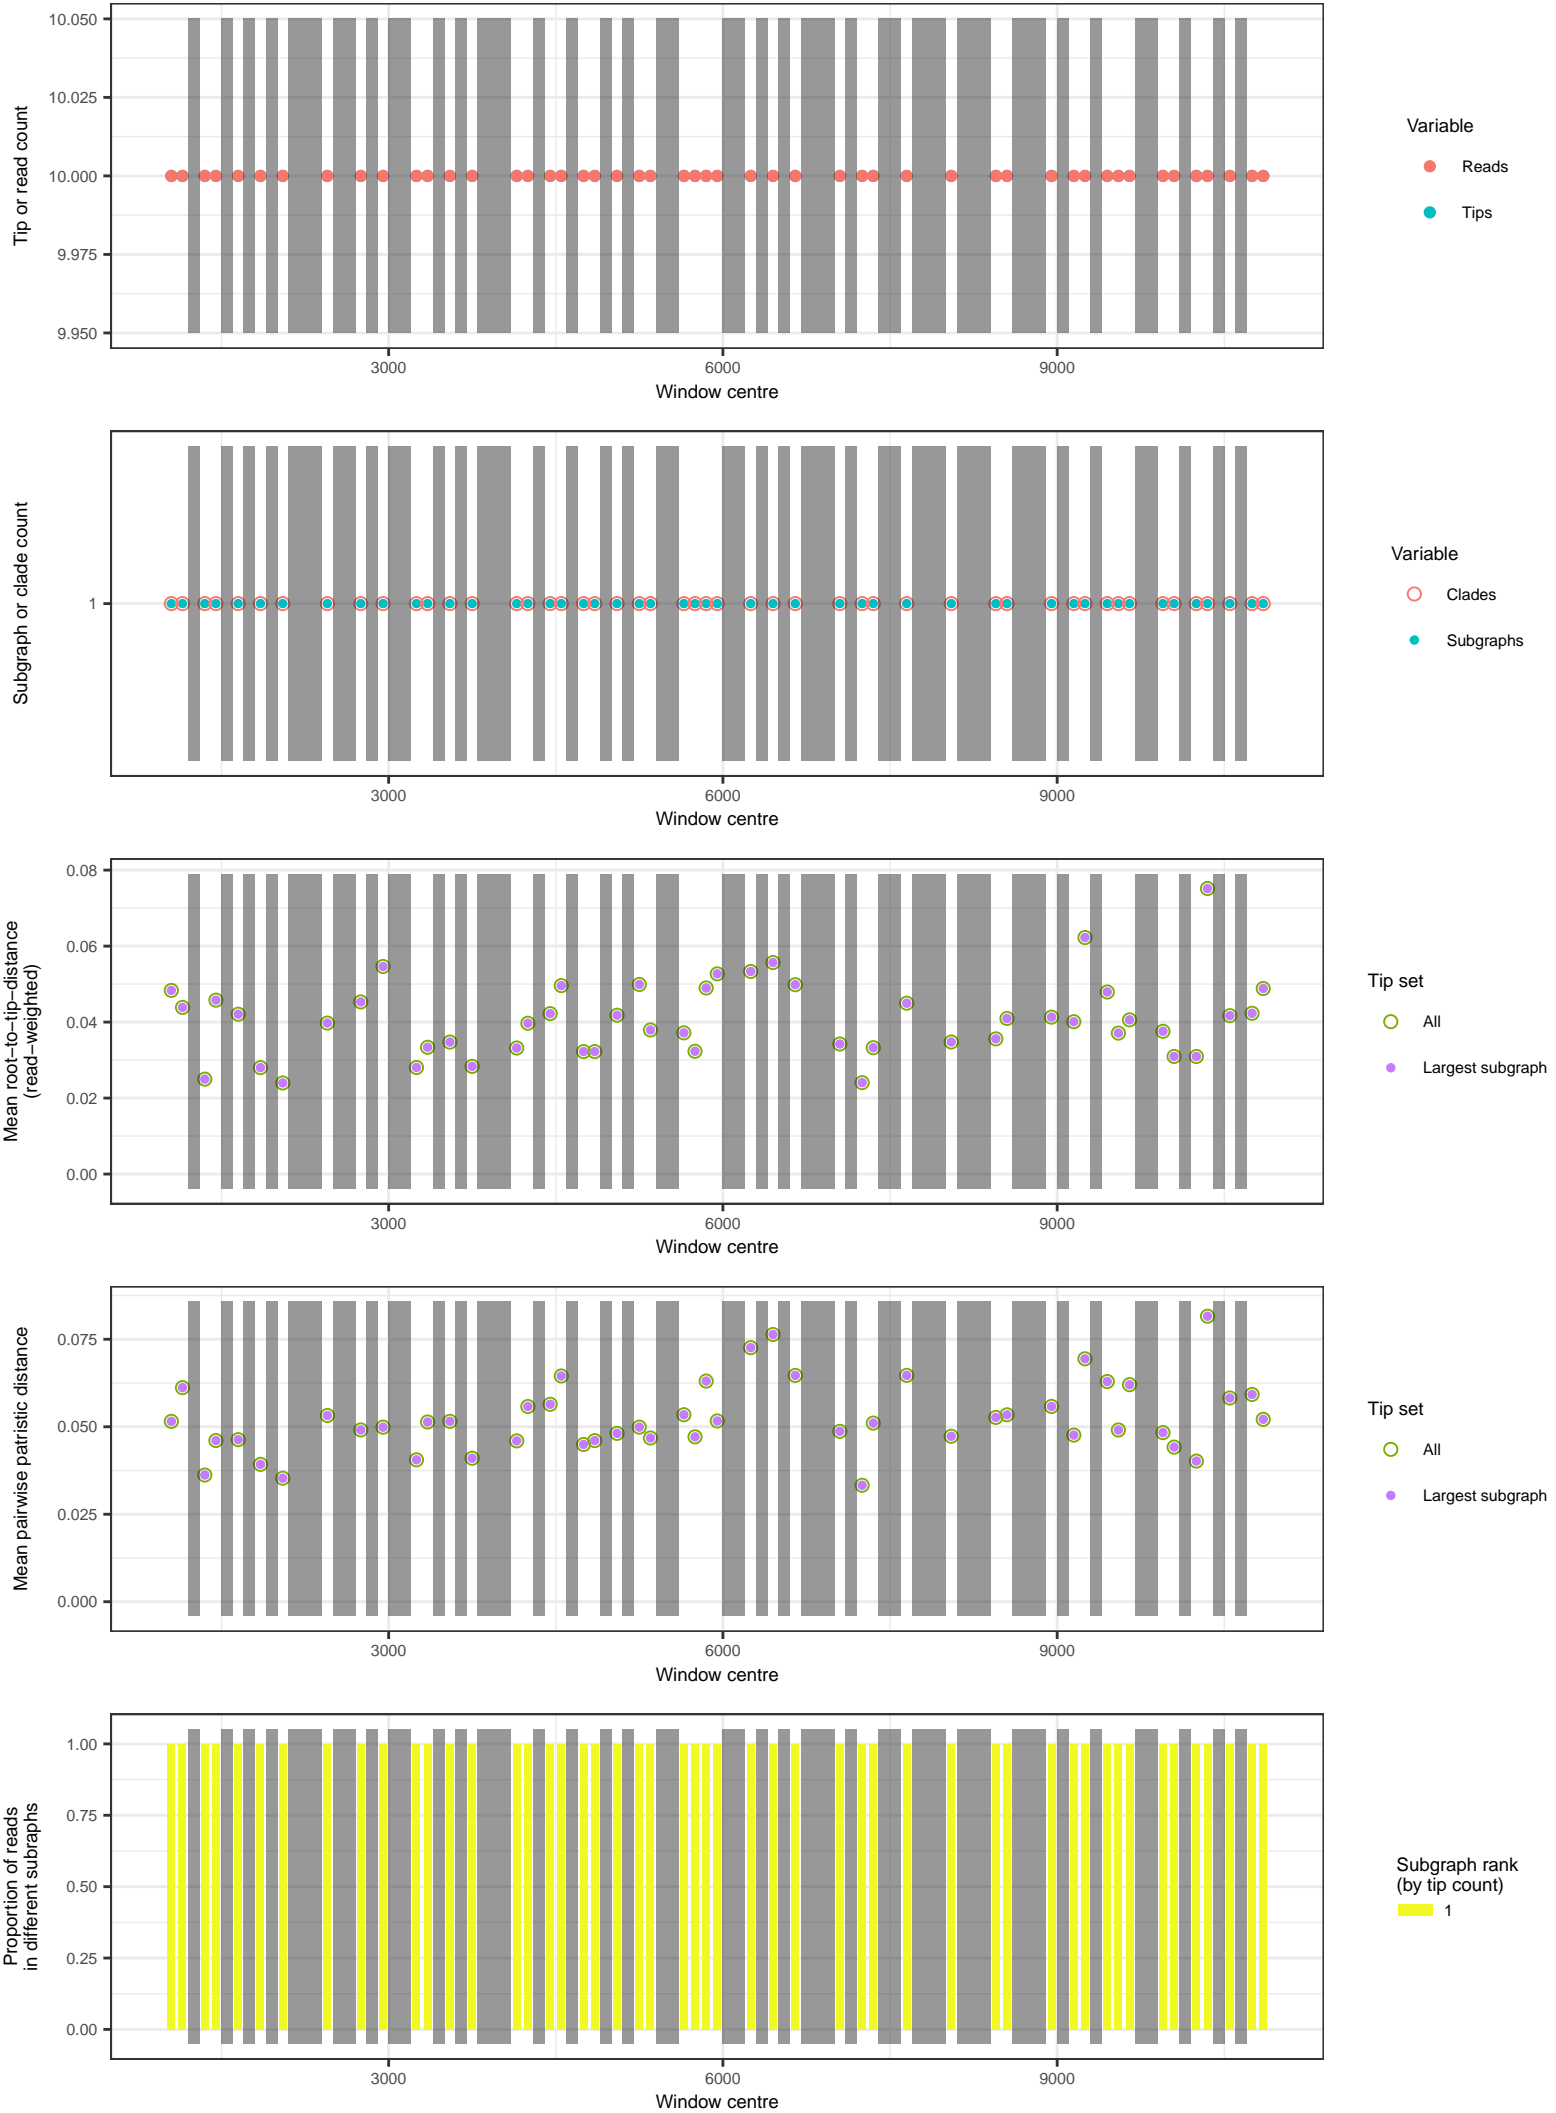 10.050
10.025
10.000
9.975
9.950
Tip or read count
3000 6000 9000
Window centre
Variable
Reads
Tips
1
Subgraph or clade count
3000 6000 9000
Window centre
Variable
Clades
Subgraphs
0.08
0.06
0.04
0.02
0.00
Mean root−to−tip−distance
(read−weighted)
3000 6000 9000
Window centre
Tip set
All
Largest subgraph
0.075
0.050
0.025
0.000
Mean pairwise patristic distance
3000 6000 9000
Window centre
Tip set
All
Largest subgraph
1.00
0.75
0.50
0.25
0.00
Proportion of reads
in different subraphs
3000 6000 9000
Window centre
Subgraph rank
(by tip count)
1